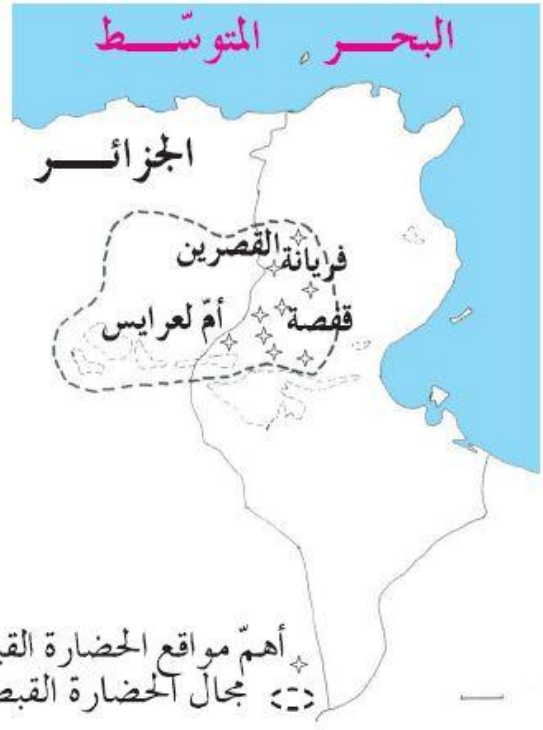 البحر المتوسّط
الجزائر
القصرين
فريانة
قفصة
أمّ لعرايس
أهمّ مواقع الحضارة
مجال الحضارة